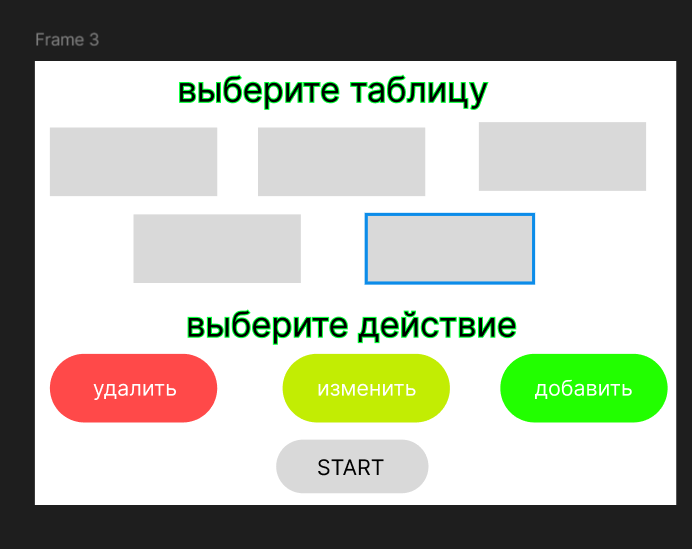 Frame 3
выберите таблицу
выберите действие
удалить изменить добавить
START